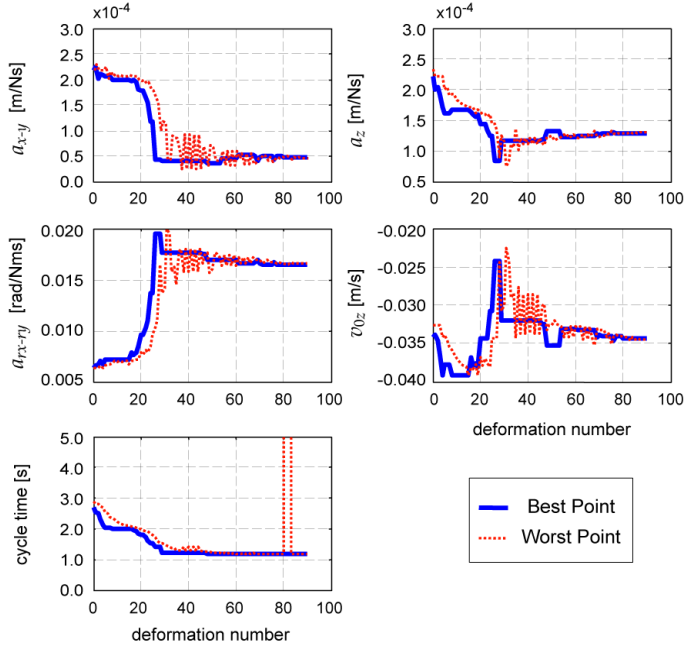 x10⁻⁴
3.0
2.5
2.0
1.5
1.0
0.5
0.0
a_{x-y} [m/Ns]
0 20 40 60 80 100
x10⁻⁴
3.0
2.5
2.0
1.5
1.0
0.5
a_z [m/Ns]
0 20 40 60 80 100
0.020
0.015
0.010
0.005
a_{rx-ry} [rad/Nms]
0 20 40 60 80 100
-0.020
-0.025
-0.030
-0.035
-0.040
v_{0z} [m/s]
0 20 40 60 80 100
deformation number
5.0
4.0
3.0
2.0
1.0
0.0
cycle time [s]
0 20 40 60 80 100
deformation number
Best Point
Worst Point